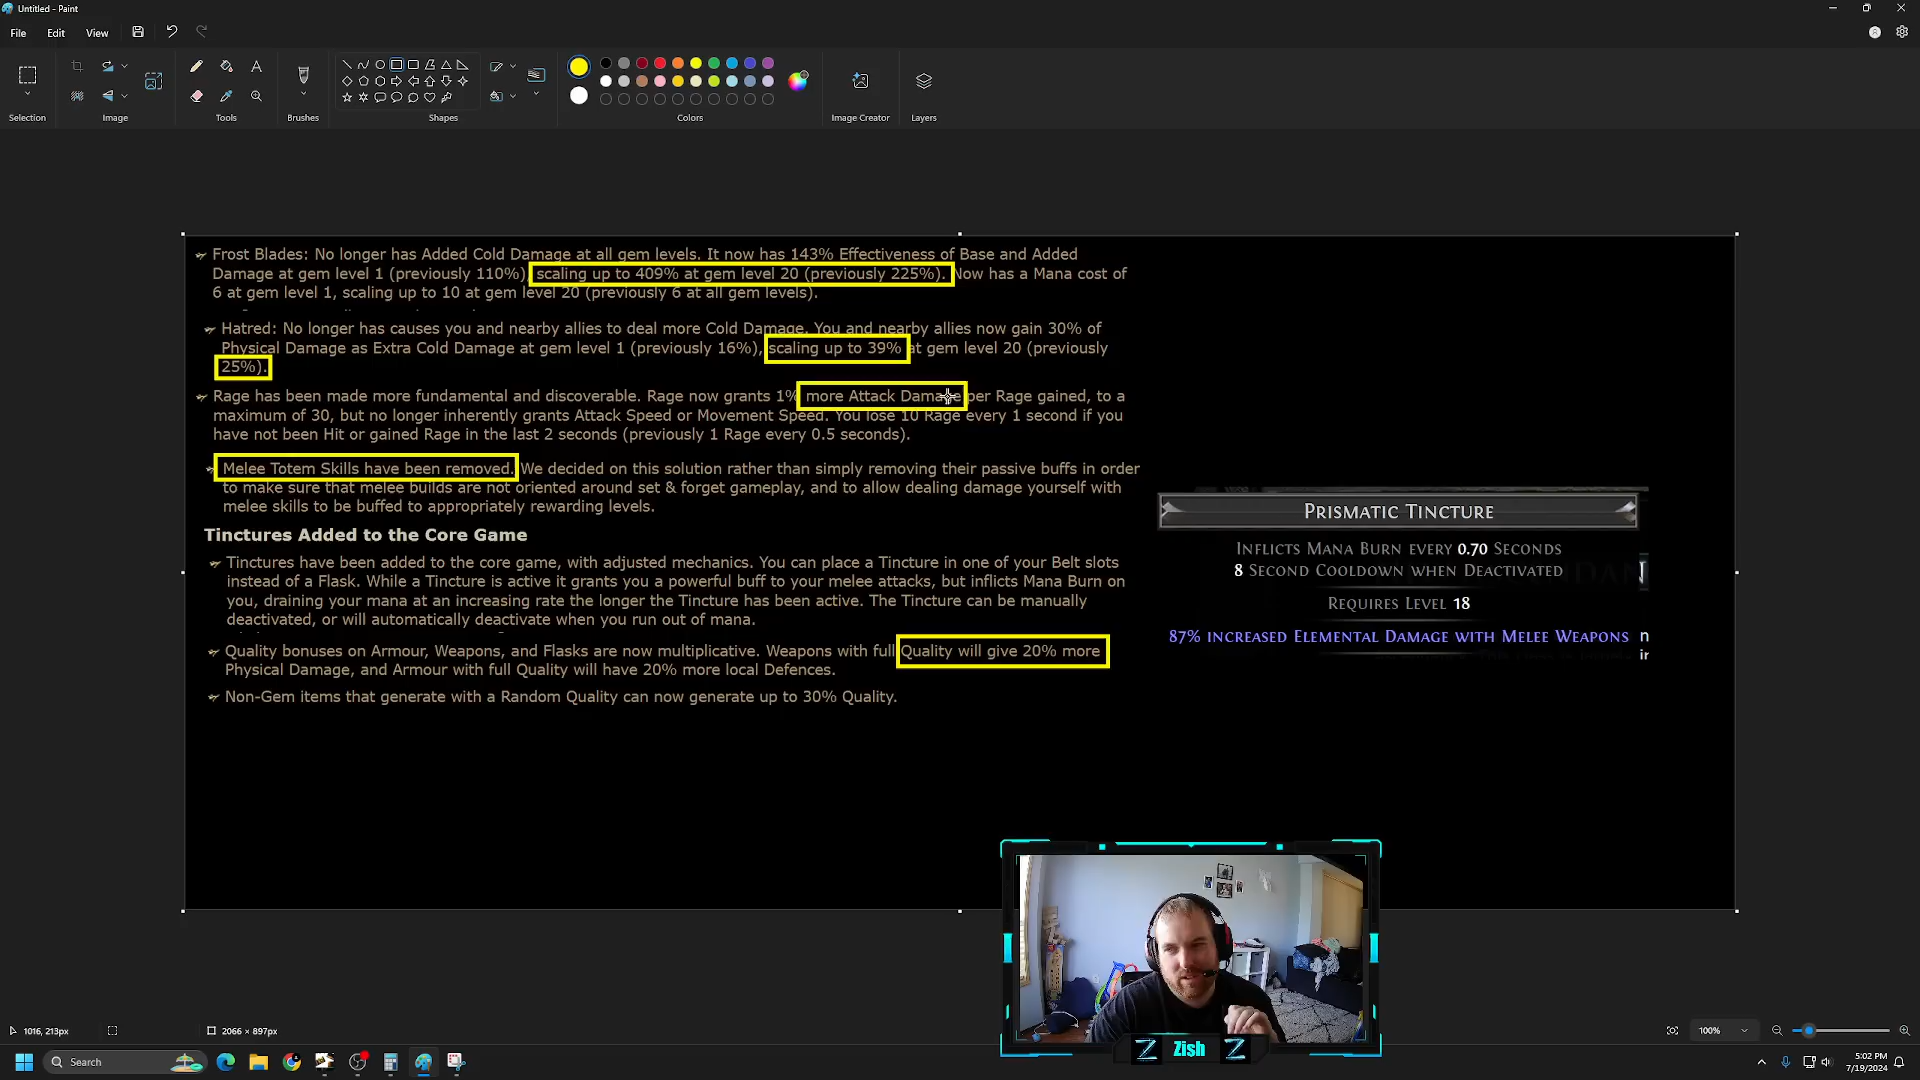 Untitled - Paint
File
Edit
View
Selection
Image
Tools
Brushes
Shapes
Colors
Image Creator
Layers
Frost Blades: No longer has Added Cold Damage at all gem levels. It now has 143% Effectiveness of Base and Added
Damage at gem level 1 (previously 110%) scaling up to 409% at gem level 20 (previously 225%). Now has a Mana cost of
6 at gem level 1, scaling up to 10 at gem level 20 (previously 6 at all gem levels).
Hatred: No longer has causes you and nearby allies to deal more Cold Damage. You and nearby allies now gain 30% of
Physical Damage as Extra Cold Damage at gem level 1 (previously 16%), scaling up to 39% at gem level 20 (previously
25%).
Rage has been made more fundamental and discoverable. Rage now grants 1% more Attack Damage per Rage gained, to a
maximum of 30, but no longer inherently grants Attack Speed or Movement Speed. You lose 10 Rage every 1 second if you
have not been Hit or gained Rage in the last 2 seconds (previously 1 Rage every 0.5 seconds).
Melee Totem Skills have been removed. We decided on this solution rather than simply removing their passive buffs in order
to make sure that melee builds are not oriented around set & forget gameplay, and to allow dealing damage yourself with
melee skills to be buffed to appropriately rewarding levels.
Tinctures Added to the Core Game
Tinctures have been added to the core game, with adjusted mechanics. You can place a Tincture in one of your Belt slots
instead of a Flask. While a Tincture is active it grants you a powerful buff to your melee attacks, but inflicts Mana Burn on
you, draining your mana at an increasing rate the longer the Tincture has been active. The Tincture can be manually
deactivated, or will automatically deactivate when you run out of mana.
Quality bonuses on Armour, Weapons, and Flasks are now multiplicative. Weapons with full Quality will give 20% more
Physical Damage, and Armour with full Quality will have 20% more local Defences.
Non-Gem items that generate with a Random Quality can now generate up to 30% Quality.
PRISMATIC TINCTURE
INFLICTS MANA BURN EVERY 0.70 SECONDS
8 SECOND COOLDOWN WHEN DEACTIVATED
REQUIRES LEVEL 18
87% INCREASED ELEMENTAL DAMAGE WITH MELEE WEAPONS
Z Zish Z
1016, 213px
2066 × 897px
100%
Search
5:02 PM
7/19/2024